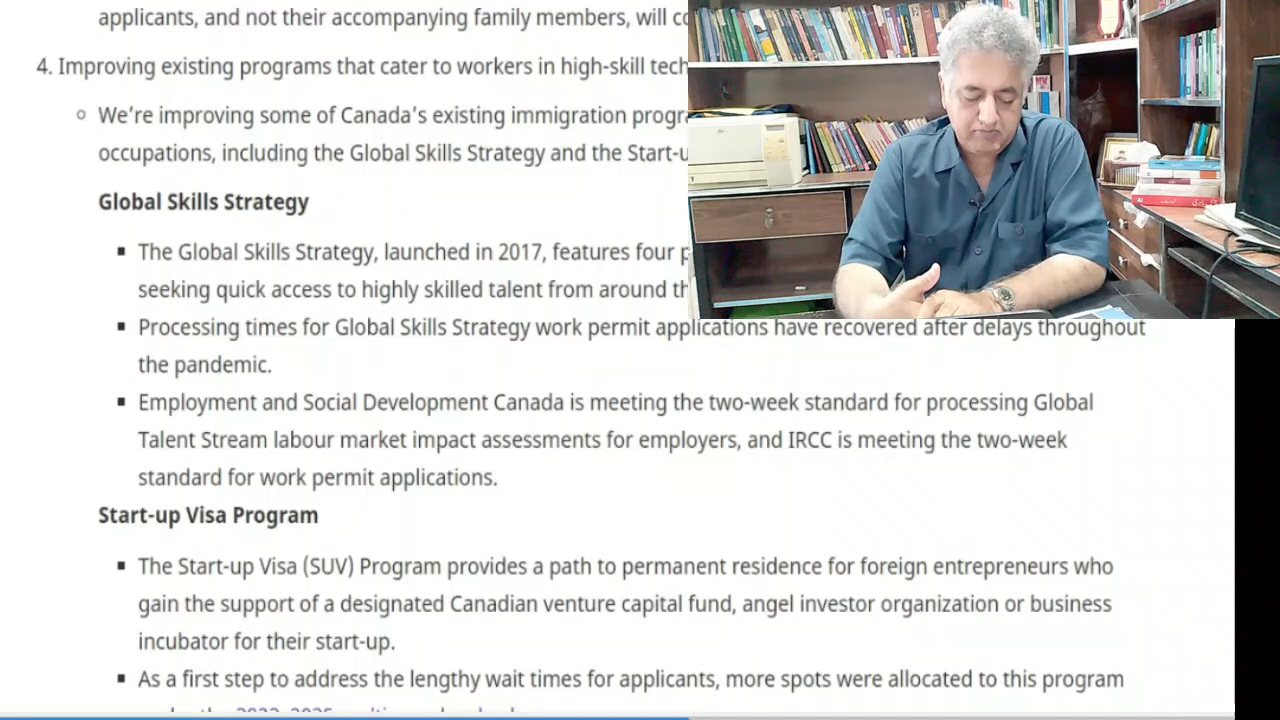 applicants, and not their accompanying family members, will
4. Improving existing programs that cater to workers in high-skill
We're improving some of Canada's existing immigration
occupations, including the Global Skills Strategy and the
Global Skills Strategy
The Global Skills Strategy, launched in 2017, features four
seeking quick access to highly skilled talent from around
Processing times for Global Skills Strategy work permit applications have recovered after delays throughout
the pandemic.
Employment and Social Development Canada is meeting the two-week standard for processing Global
Talent Stream labour market impact assessments for employers, and IRCC is meeting the two-week
standard for work permit applications.
Start-up Visa Program
The Start-up Visa (SUV) Program provides a path to permanent residence for foreign entrepreneurs who
gain the support of a designated Canadian venture capital fund, angel investor organization or business
incubator for their start-up.
As a first step to address the lengthy wait times for applicants, more spots were allocated to this program